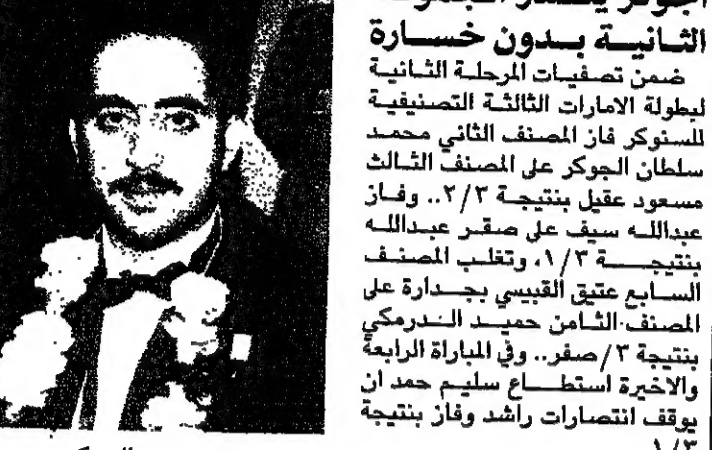 الثانية بدون خسارة
ضمن تصفيات المرحلة الثانية
لبطولة الامارات الثالثة التصنيفية
للسنوكر فاز المصنف الثاني محمد
سلطان الجوكر على المصنف الثالث
مسعود عقيل بنتيجة ٢/٣.. وفاز
عبدالله سيف على صقر عبدالله
بنتيجة ١/٣، وتغلب المصنف
السابع عتيق القبيسي بجدارة على
المصنف الثامن حميد الدرمكي
بنتيجة ٣/صفر.. وفي المباراة الرابعة
والاخيرة استطاع سليم حمد ان
يوقف انتصارات راشد وفاز بنتيجة
١/٣